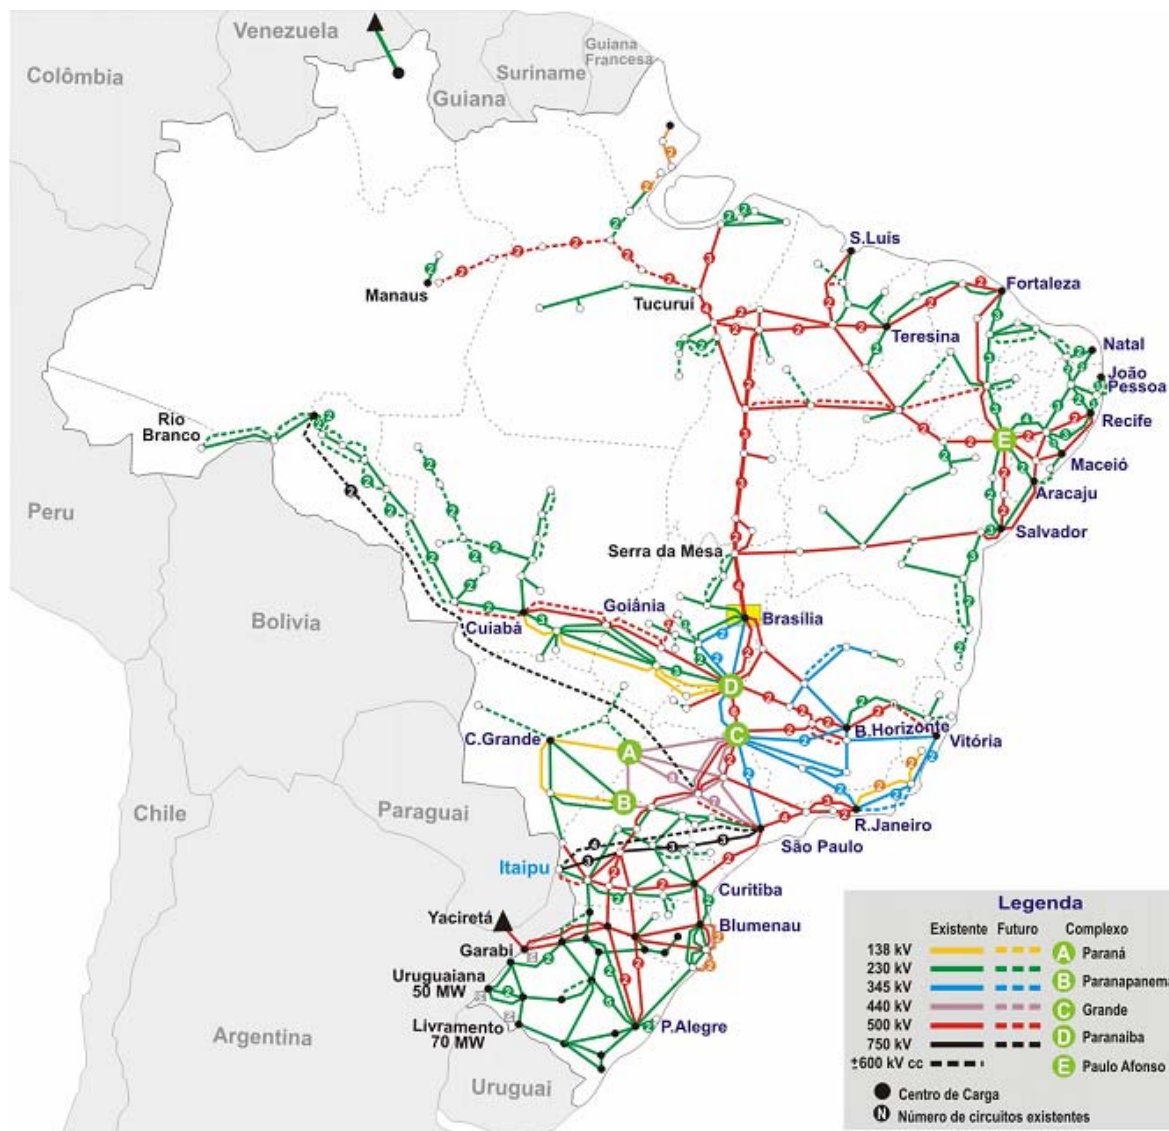 Venezuela
Guiana
Francesa
Colômbia
Suriname
Guiana
S.Luis
Manaus
Tucuruí
Fortaleza
Teresina
Natal
João
Pessoa
Rio
Branco
Recife
E
Maceió
Aracaju
Peru
Salvador
Serra da Mesa
Goiânia
Brasília
Bolivia
Cuiabá
D
C.Grande
A
C
B.Horizonte
Vitória
B
Chile
Paraguai
R.Janeiro
São Paulo
Itaipu
Curitiba
Yaciretá
Blumenau
Garabi
Uruguaiana
50 MW
Livramento
70 MW
P.Alegre
Argentina
Uruguai
Legenda
Existente Futuro Complexo
138 kV A Paraná
230 kV B Paranapanema
345 kV C Grande
440 kV
500 kV D Paranaiba
750 kV
±600 kV cc E Paulo Afonso
Centro de Carga
N Número de circuitos existentes